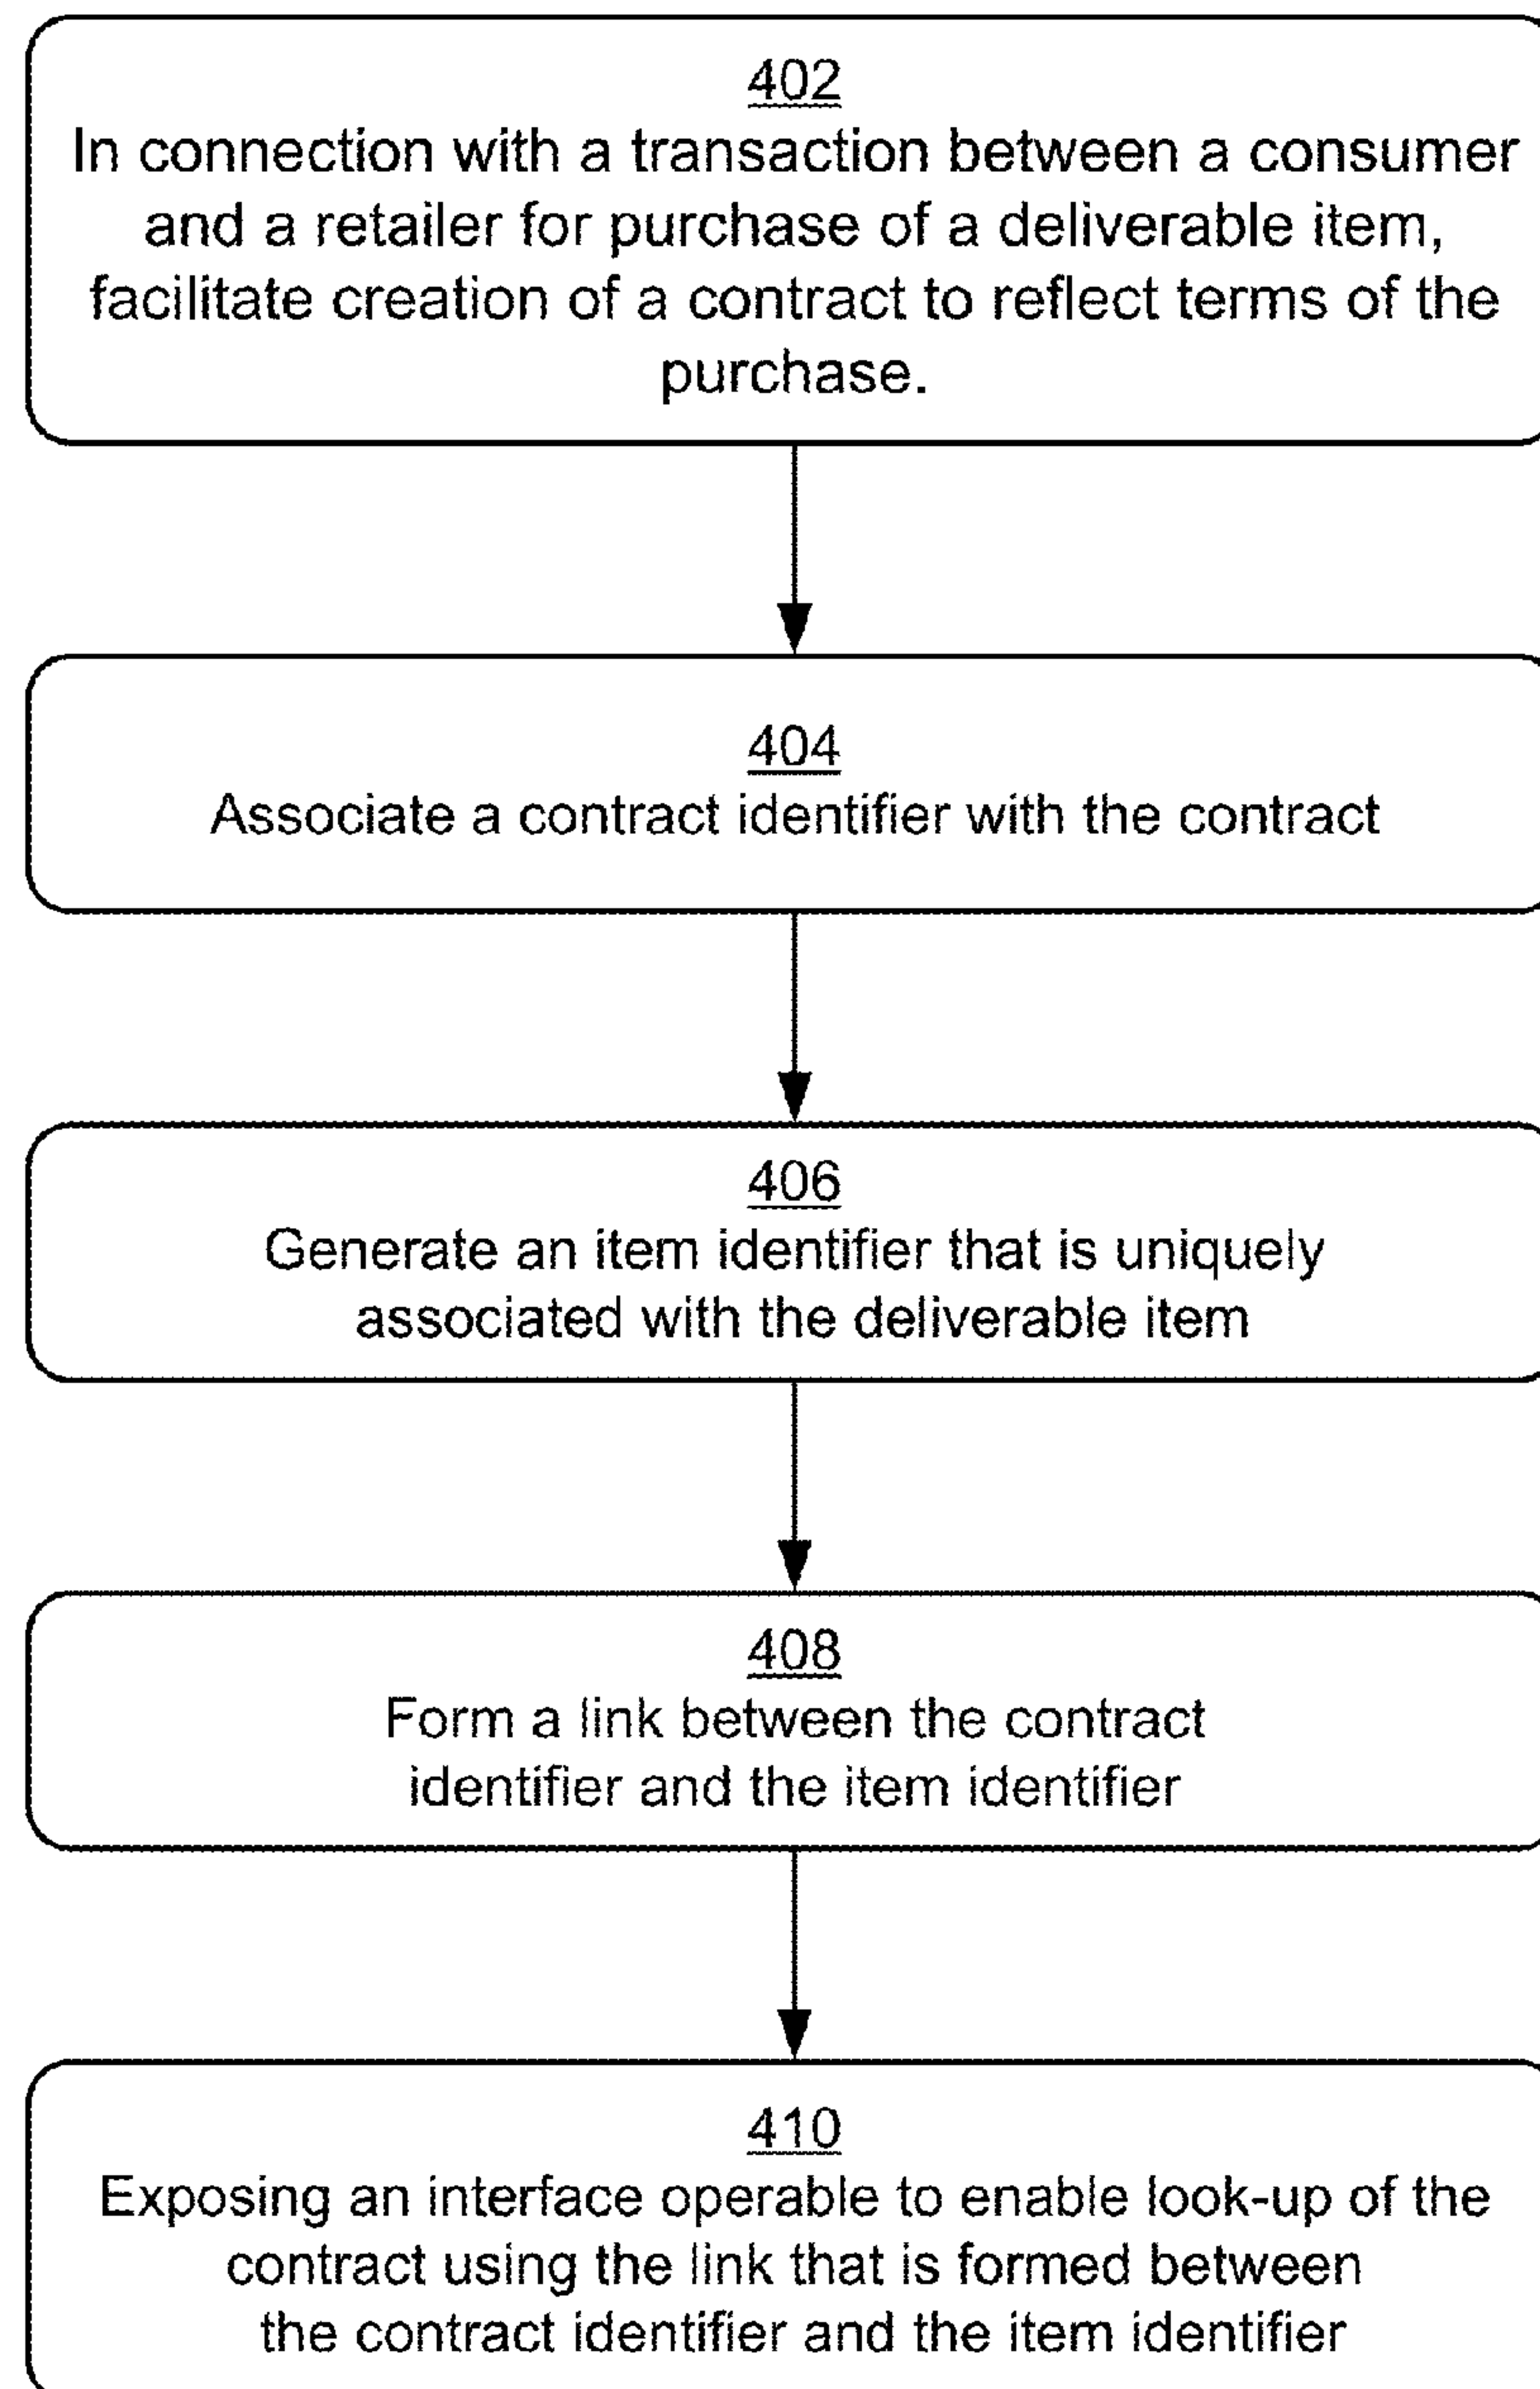 402
In connection with a transaction between a consumer
and a retailer for purchase of a deliverable item,
facilitate creation of a contract to reflect terms of the
purchase.
404
Associate a contract identifier with the contract
406
Generate an item identifier that is uniquely
associated with the deliverable item
408
Form a link between the contract
identifier and the item identifier
410
Exposing an interface operable to enable look-up of the
contract using the link that is formed between
the contract identifier and the item identifier